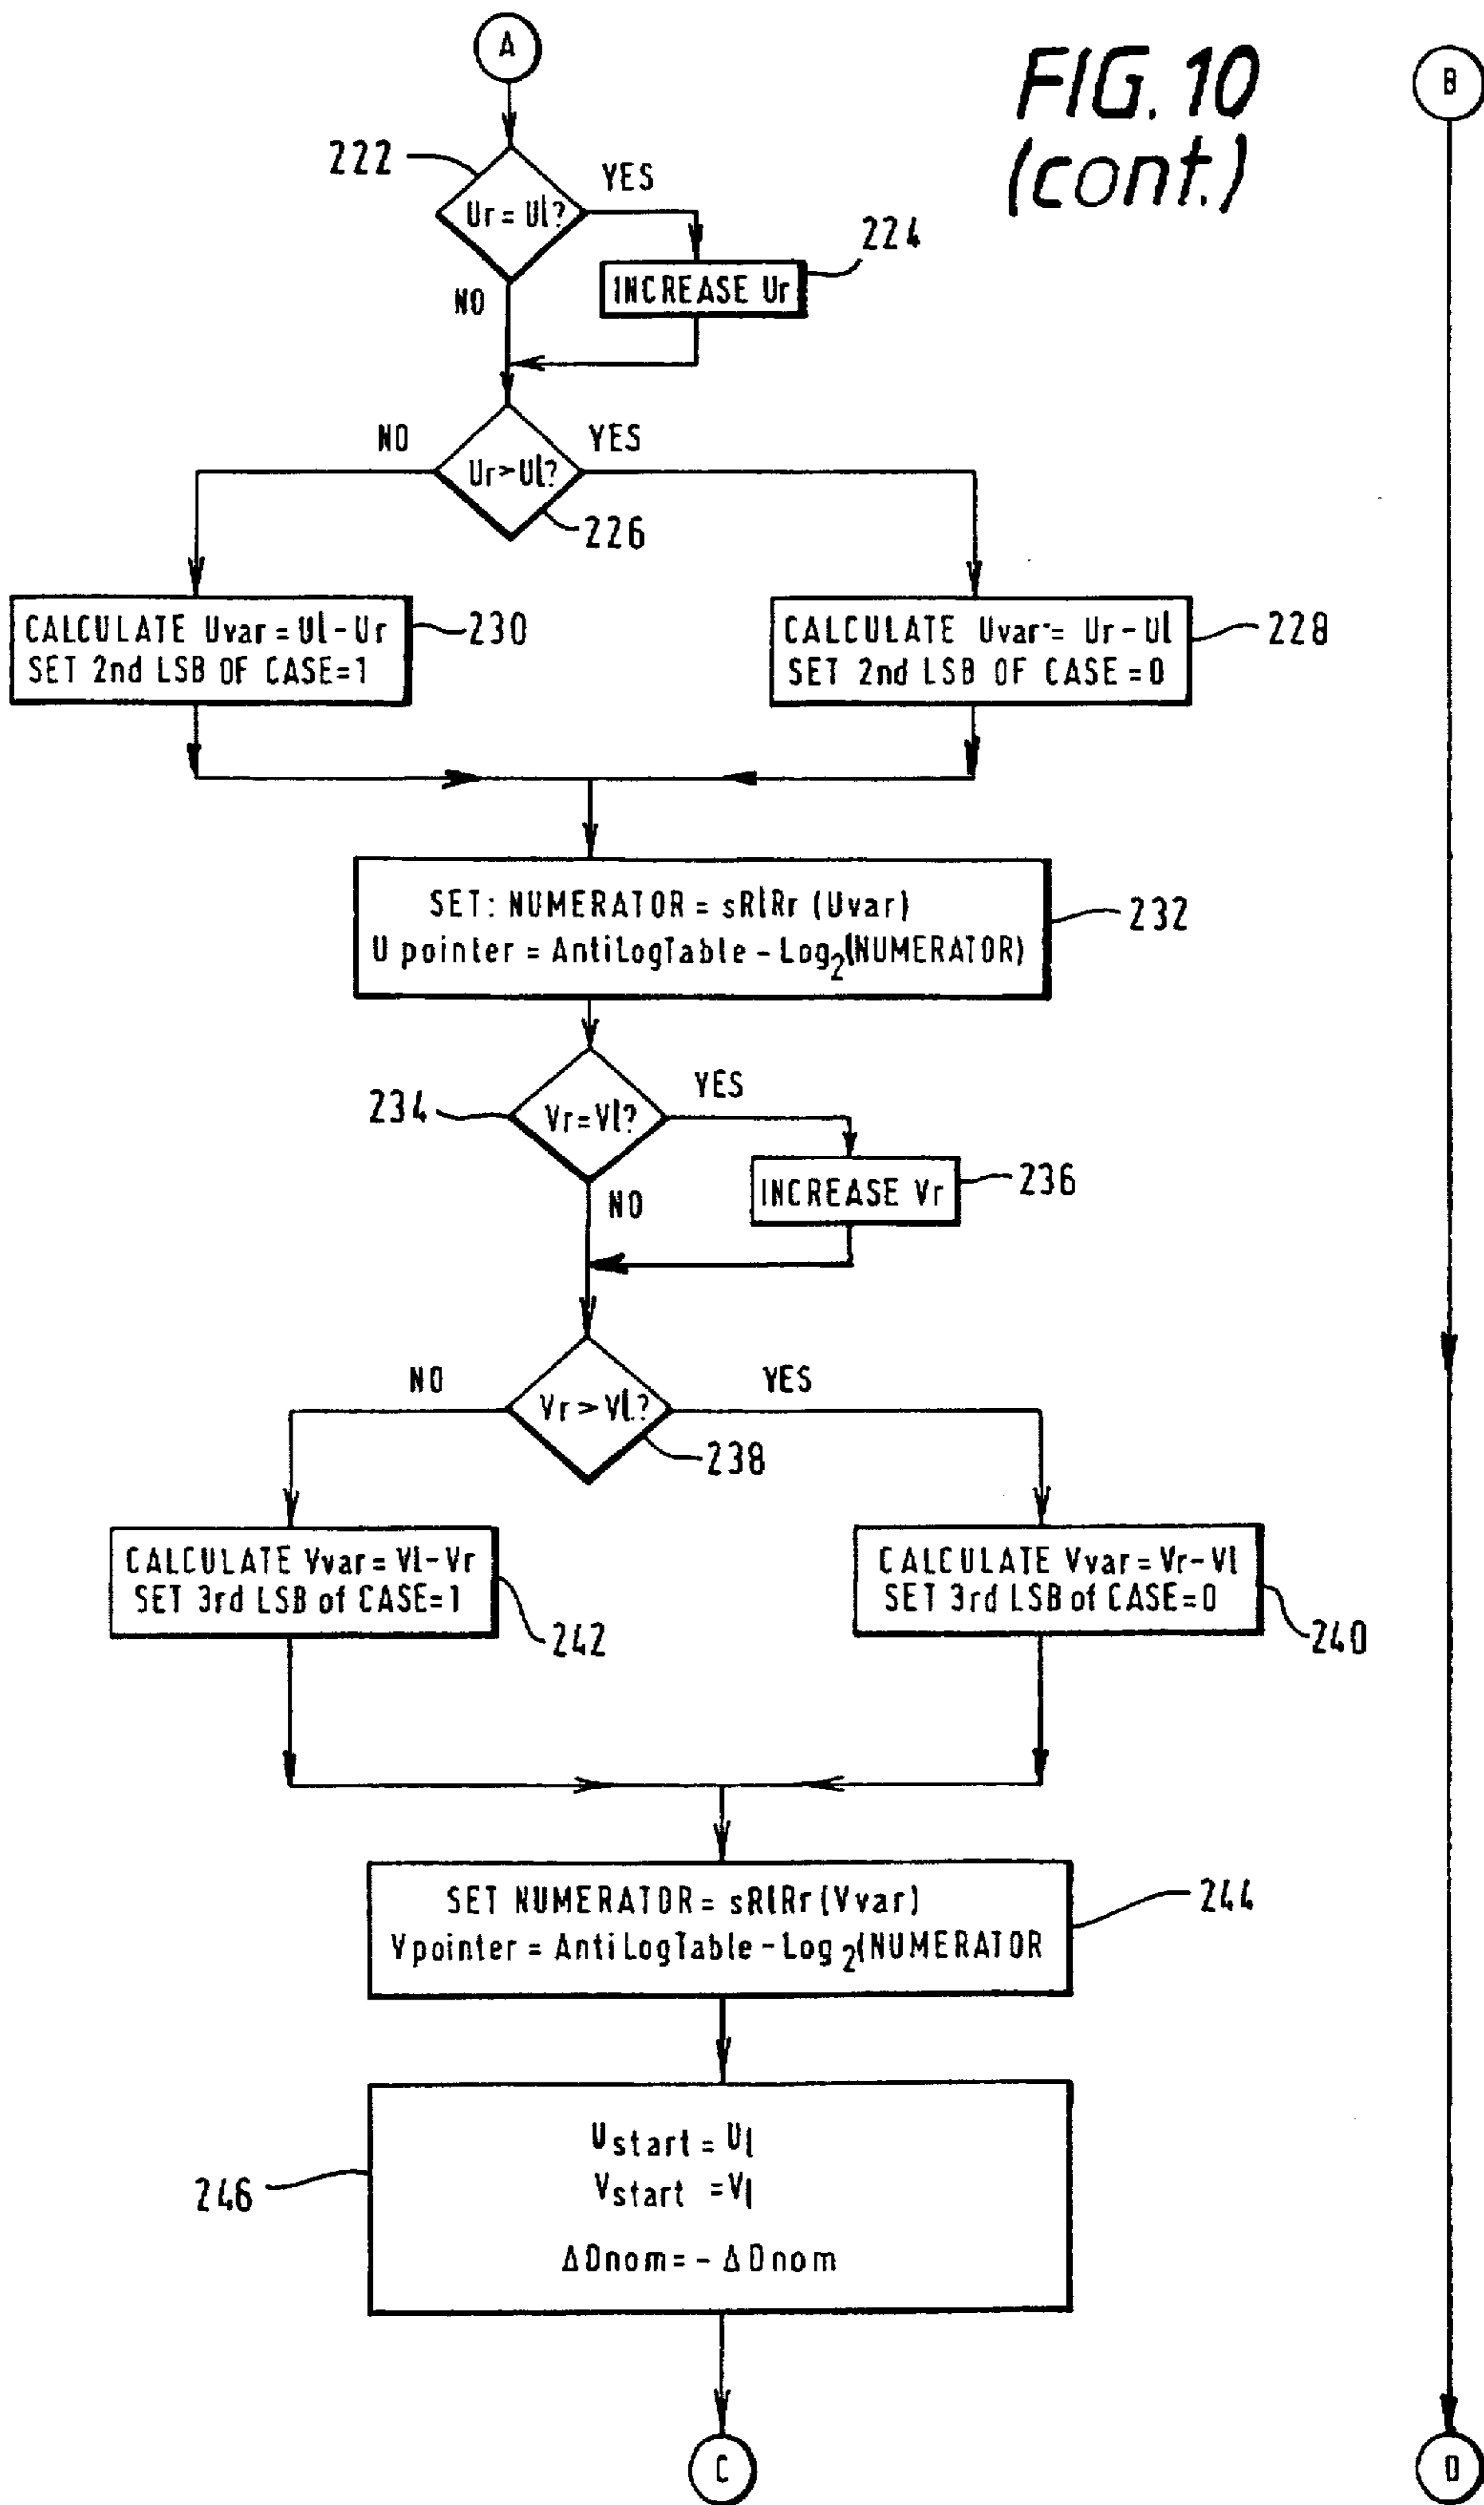 A
FIG. 10
(cont.)
B
222
YES
Ur = Ul?
224
INCREASE Ur
NO
NO
YES
Ur > Ul?
226
CALCULATE Uvar = Ul - Ur
SET 2nd LSB OF CASE=1
230
CALCULATE Uvar = Ur - Ul
SET 2nd LSB OF CASE = 0
228
SET: NUMERATOR = sRlRr (Uvar)
U pointer = AntiLogTable - Log2(NUMERATOR)
232
234
YES
Vr = Vl?
INCREASE Vr
236
NO
NO
YES
Vr > Vl?
238
CALCULATE Vvar = Vl - Vr
SET 3rd LSB of CASE=1
242
CALCULATE Vvar = Vr - Vl
SET 3rd LSB of CASE=0
240
SET NUMERATOR = sRlRr (Vvar)
Vpointer = AntiLogTable - Log2(NUMERATOR
244
Ustart = Ul
Vstart = Vl
ΔDnom = - ΔDnom
246
C
D